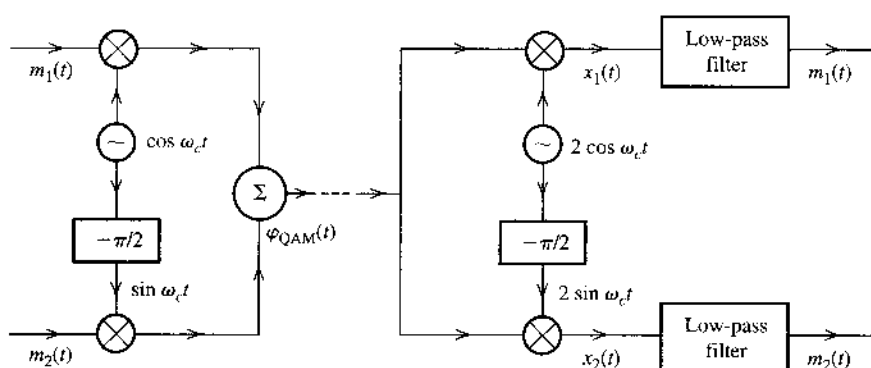 m₁(t)
cos ω_c t
−π/2
sin ω_c t
m₂(t)
Σ
φ_QAM(t)
x₁(t)
Low-pass
filter
m₁(t)
~
2 cos ω_c t
~
−π/2
2 sin ω_c t
x₂(t)
Low-pass
filter
m₂(t)